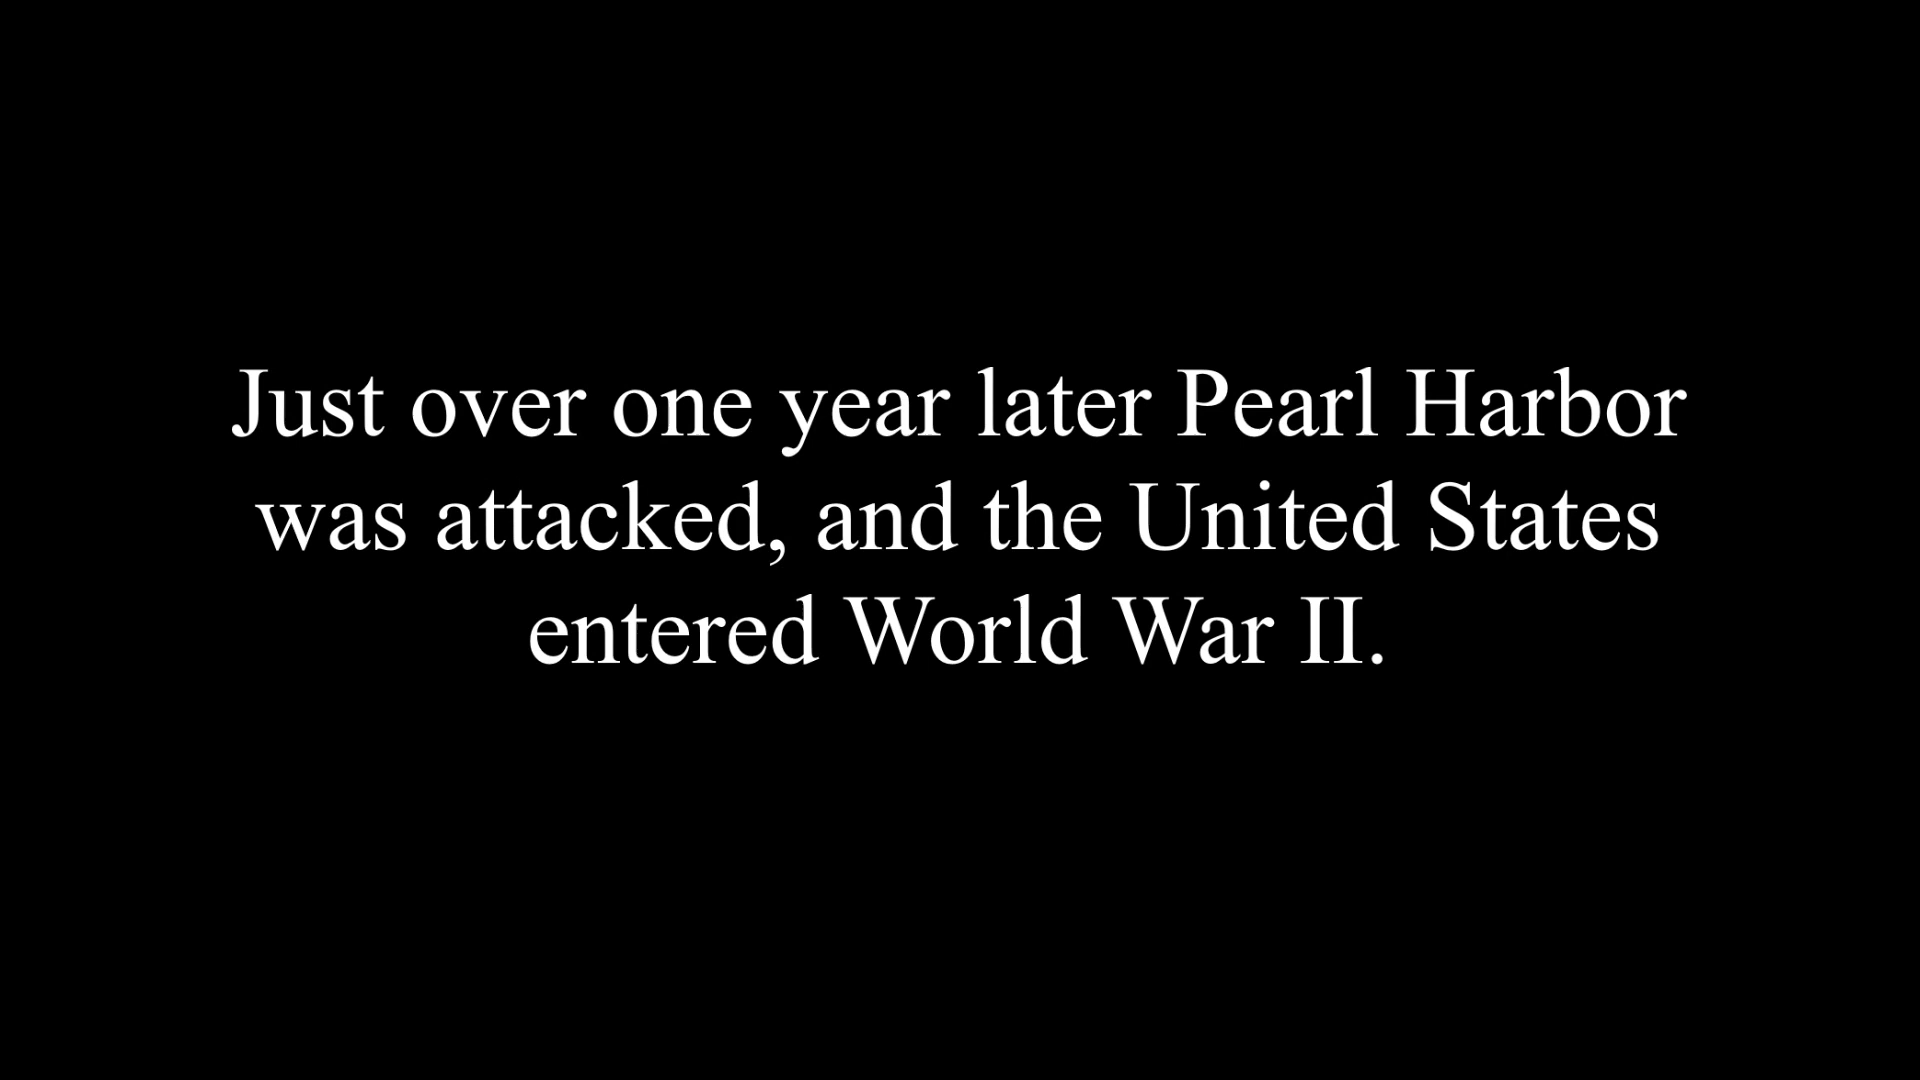 Just over one year later Pearl Harbor
was attacked, and the United States
entered World War II.